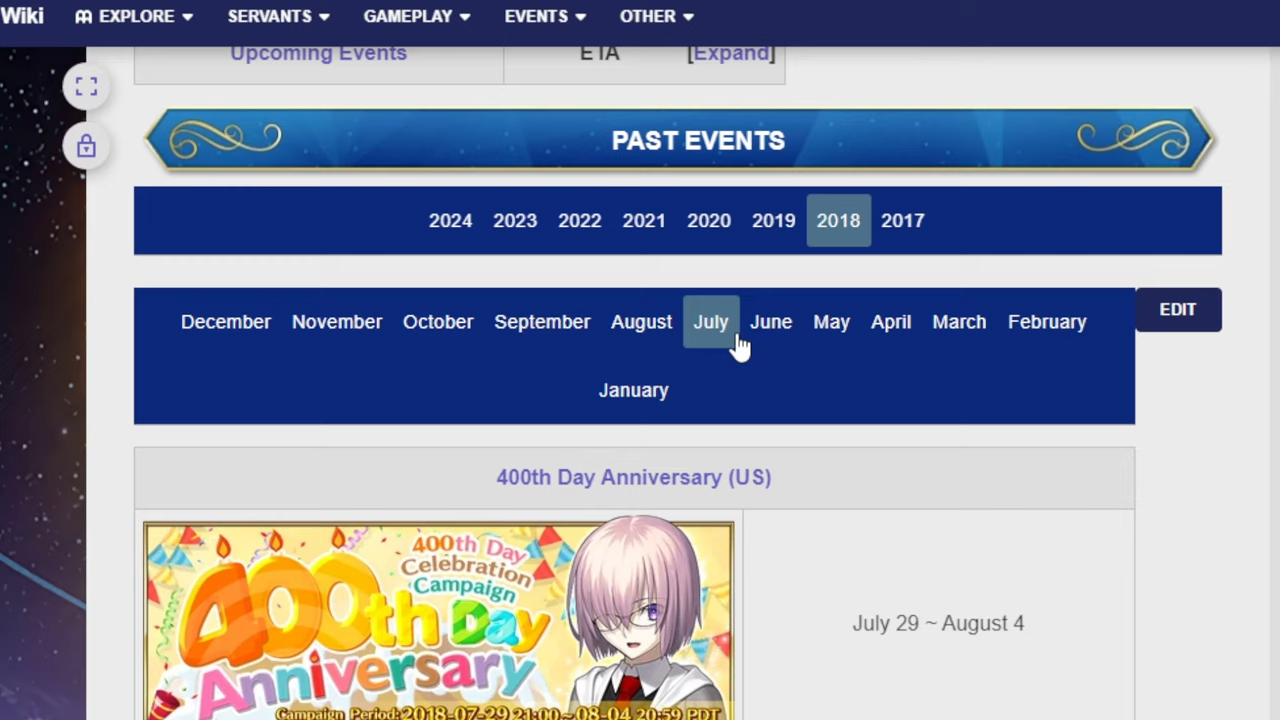 Wiki EXPLORE SERVANTS GAMEPLAY EVENTS OTHER
Upcoming Events ETA [Expand]
PAST EVENTS
2024 2023 2022 2021 2020 2019 2018 2017
December November October September August July June May April March February
EDIT
January
400th Day Anniversary (US)
400th Day
Celebration
Campaign
400th Day
Anniversary
July 29 ~ August 4
Campaign Period: 2018-07-29 21:00 ~ 08-04 20:59 PDT